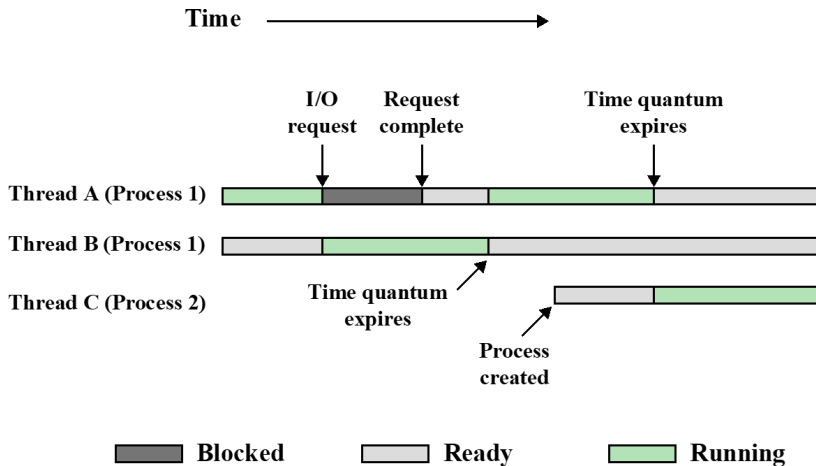 Time
I/O
request
Request
complete
Time quantum
expires
Thread A (Process 1)
Thread B (Process 1)
Time quantum
expires
Thread C (Process 2)
Process
created
Blocked
Ready
Running